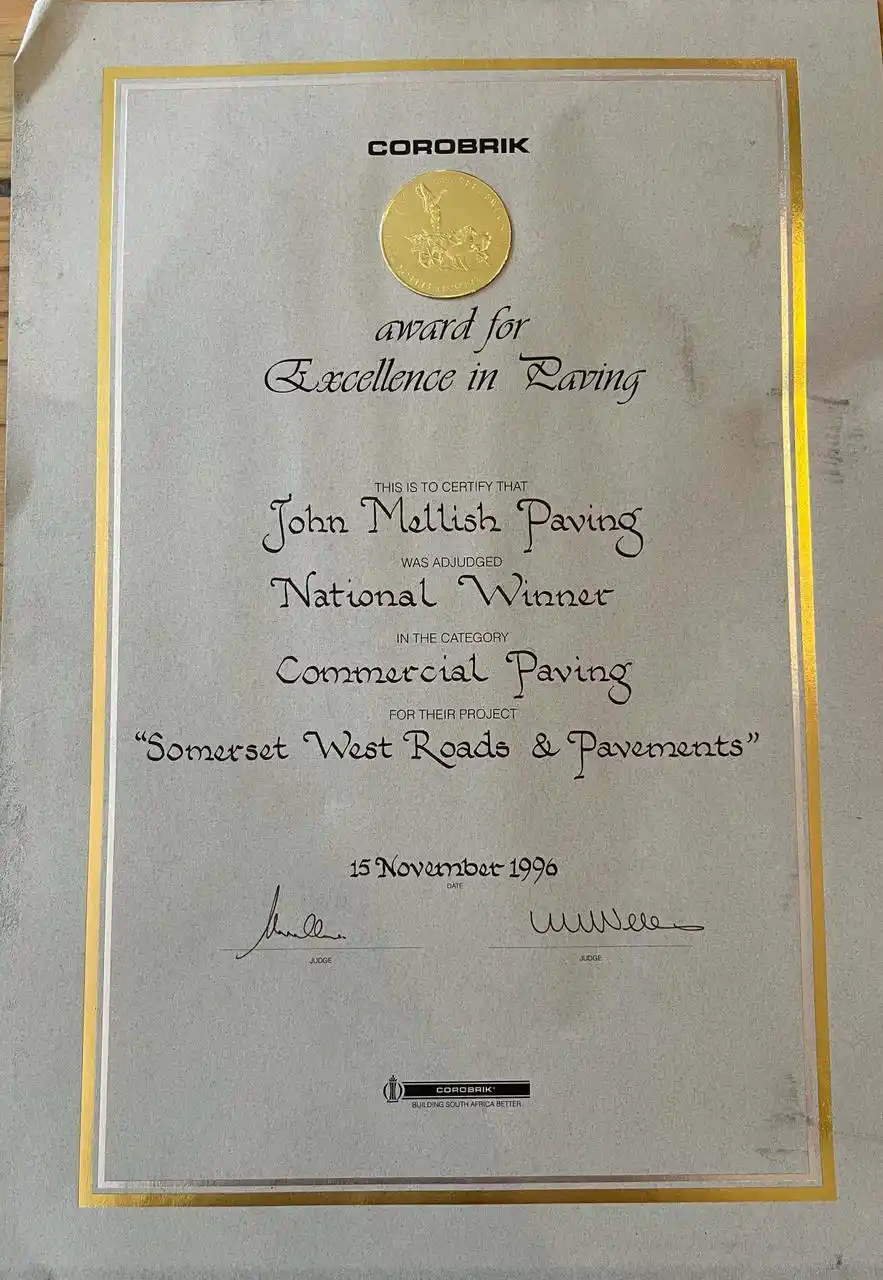 COROBRIK
award for
Excellence in Paving
THIS IS TO CERTIFY THAT
John Mellish Paving
WAS ADJUDGED
National Winner
IN THE CATEGORY
Commercial Paving
FOR THEIR PROJECT
“Somerset West Roads & Pavements”
15 November 1996
DATE
JUDGE
JUDGE
COROBRIK®
BUILDING SOUTH AFRICA BETTER